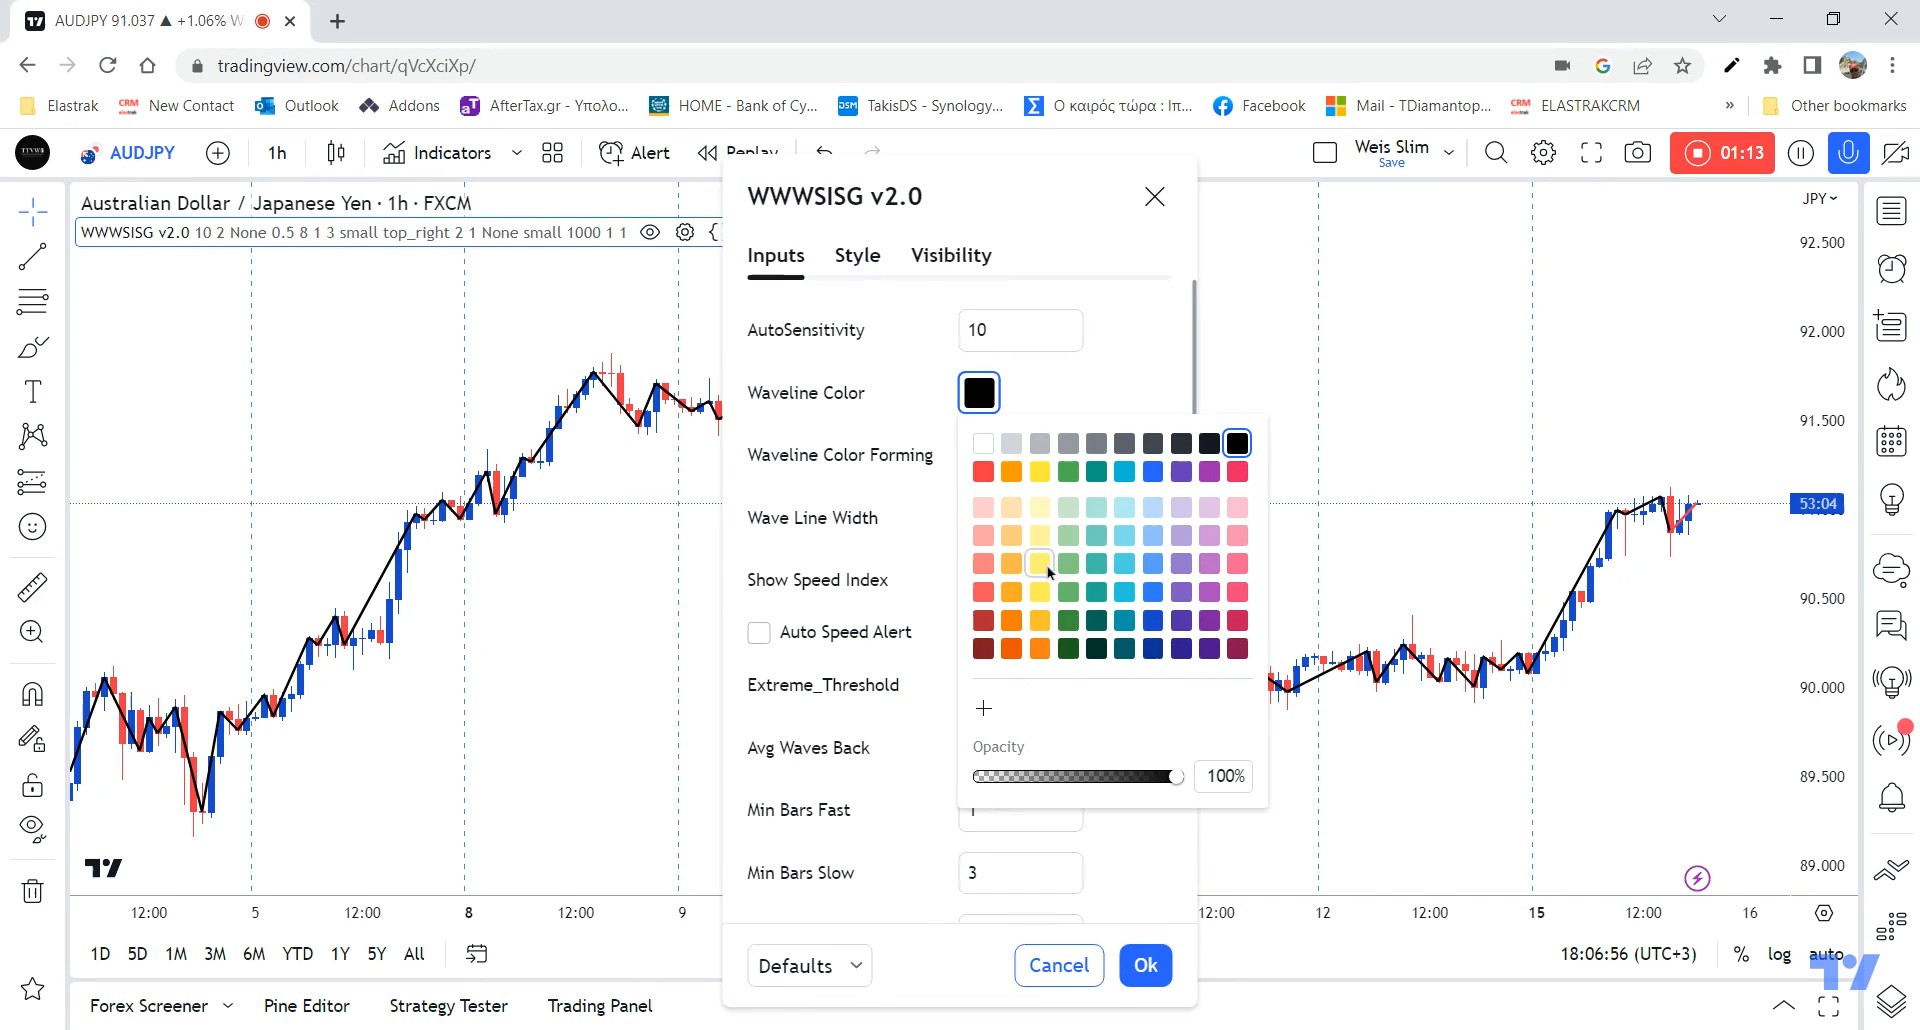 AUDJPY 91.037 ▲ +1.06% W
tradingview.com/chart/qVcXciXp/
Elastrak
CRM New Contact
Outlook
Addons
AfterTax.gr - Υπολο...
HOME - Bank of Cy...
DSM TakisDS - Synology...
Ο καιρός τώρα : Ιπ...
Facebook
Mail - TDiamantop...
CRM ELASTRAKCRM
»
Other bookmarks
AUDJPY
1h
Indicators
Alert
Replay
Weis Slim
Save
01:13
Australian Dollar / Japanese Yen · 1h · FXCM
WWWSISG v2.0 10 2 None 0.5 8 1 3 small top_right 2 1 None small 1000 1 1
JPY
92.500
92.000
91.500
53:04
90.500
90.000
89.500
89.000
WWWSISG v2.0
Inputs Style Visibility
AutoSensitivity 10
Waveline Color
Waveline Color Forming
Wave Line Width
Show Speed Index
Auto Speed Alert
Extreme_Threshold
Avg Waves Back
Min Bars Fast 1
Min Bars Slow 3
Opacity
100%
Defaults Cancel Ok
12:00 5 12:00 8 12:00 9 12:00 12 12:00 15 12:00 16
1D 5D 1M 3M 6M YTD 1Y 5Y All
18:06:56 (UTC+3) % log auto
Forex Screener Pine Editor Strategy Tester Trading Panel